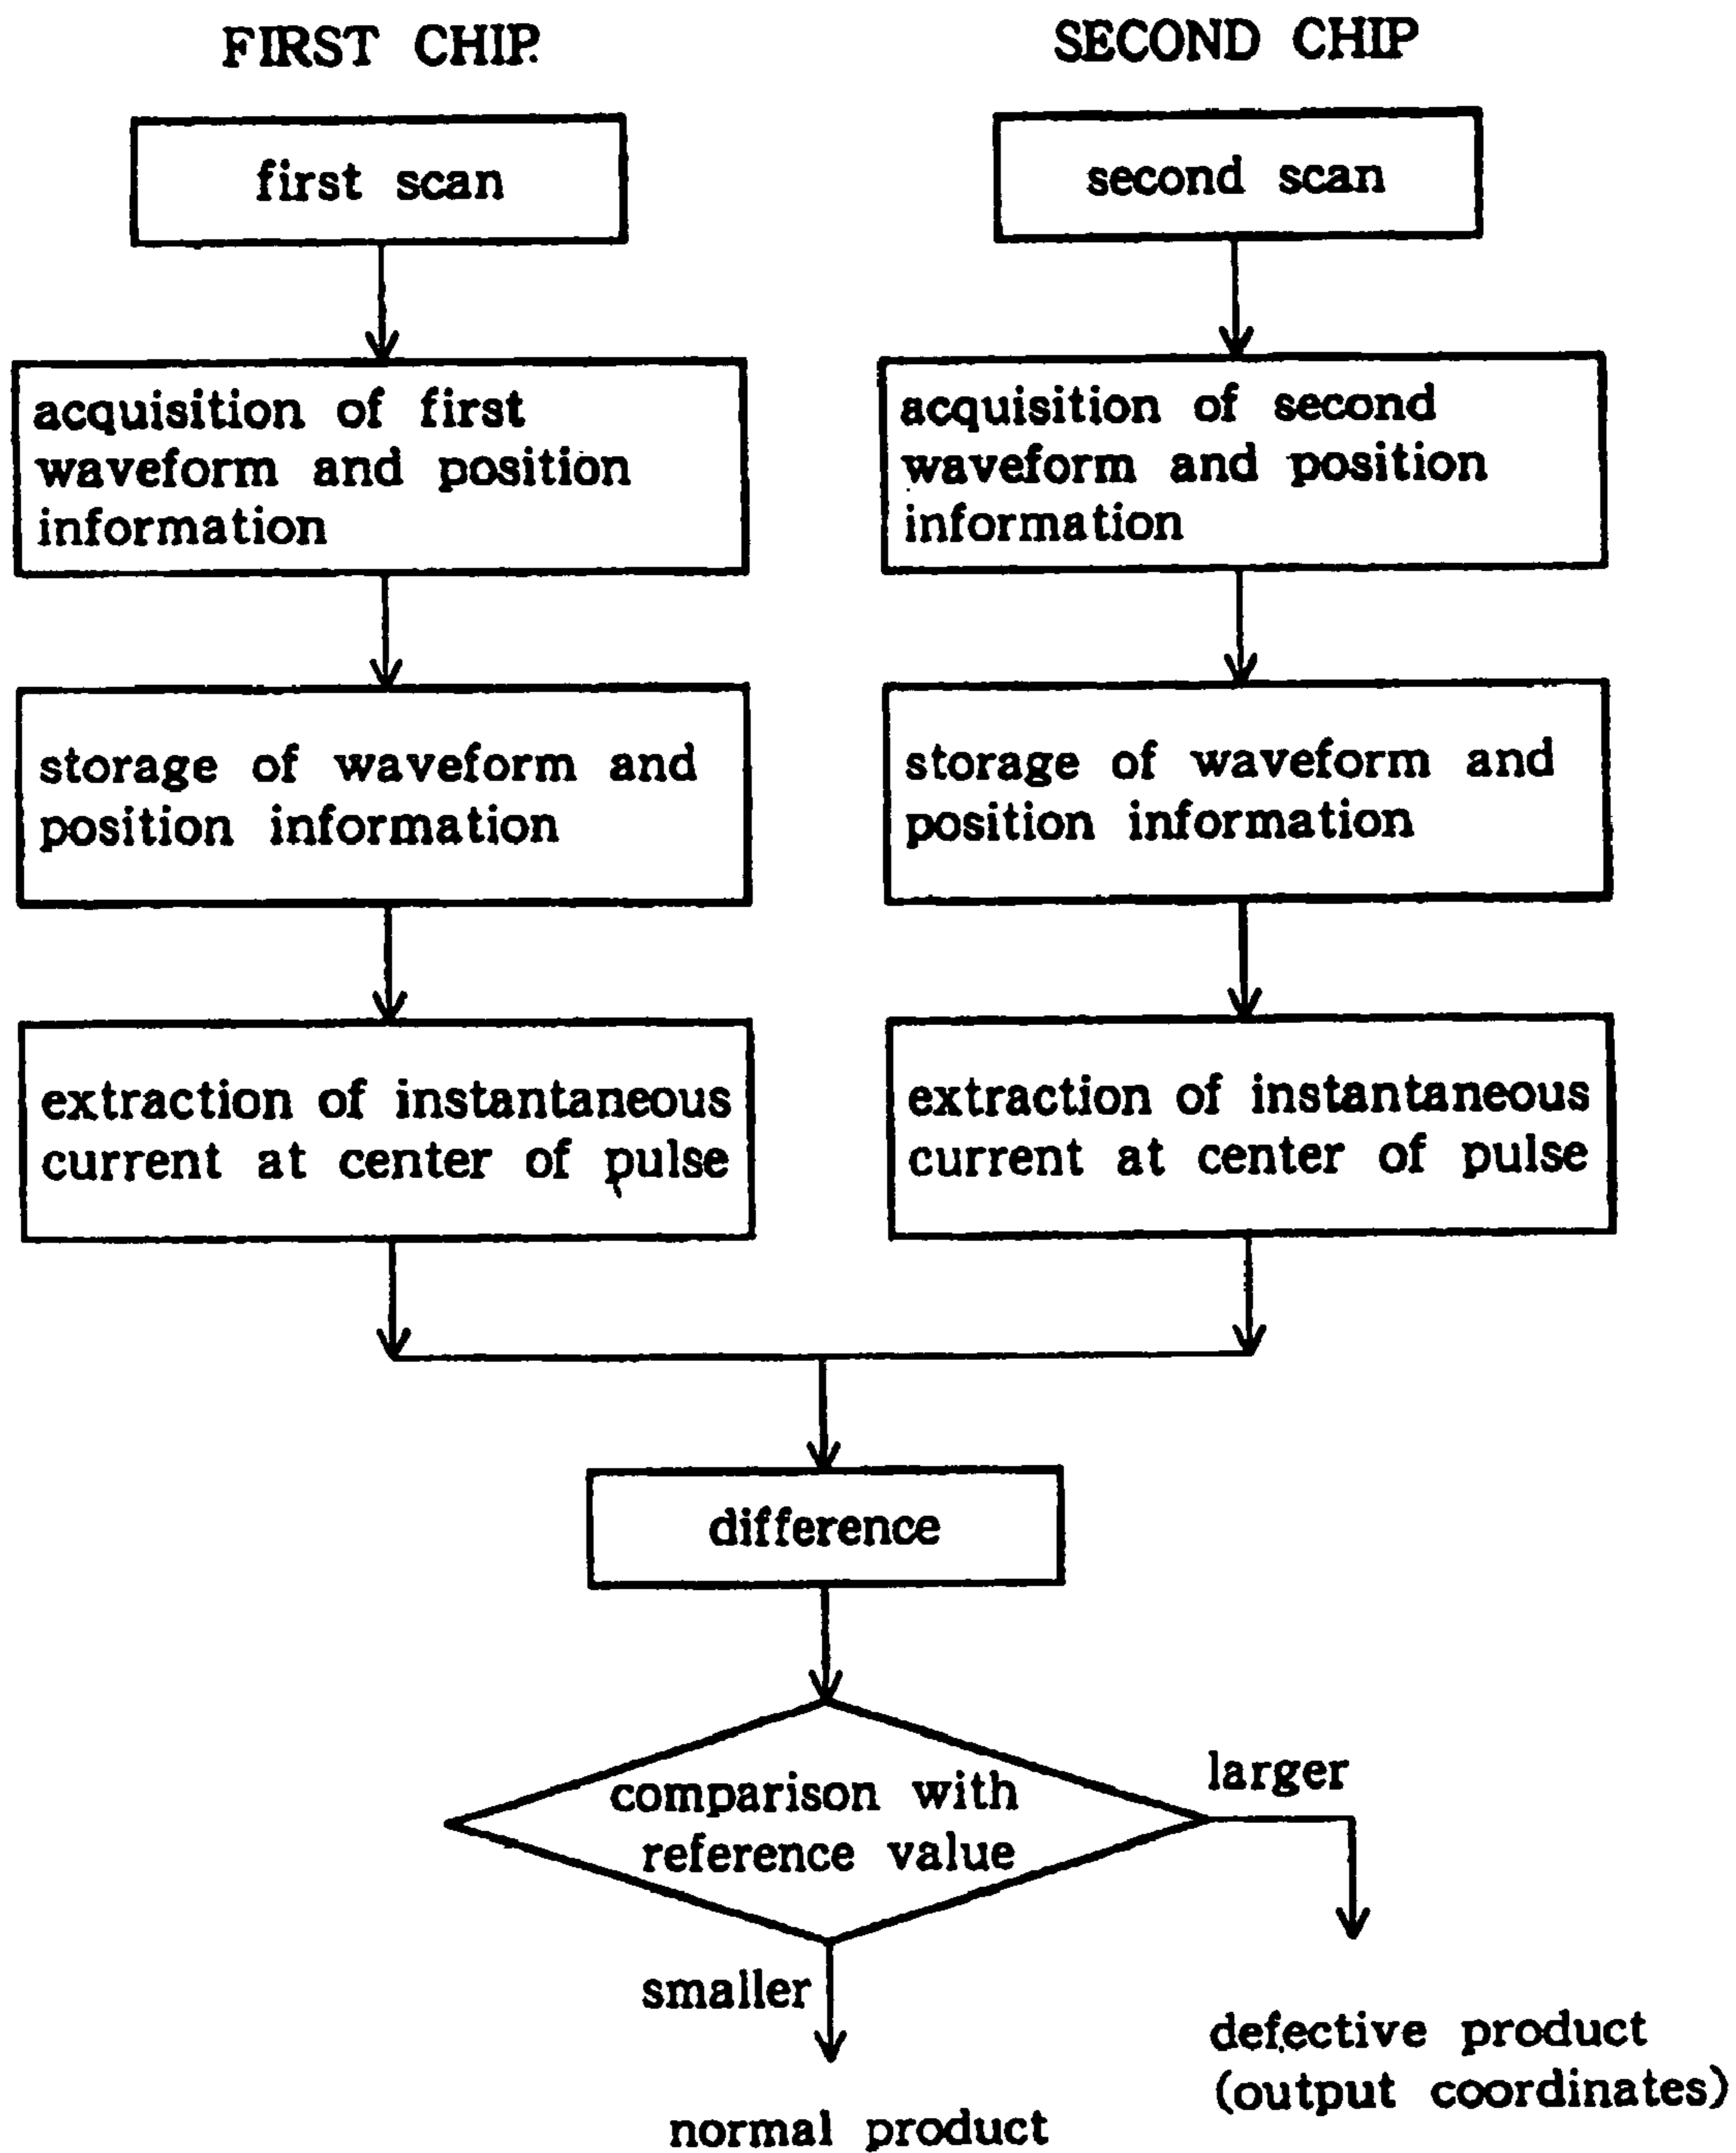 FIRST CHIP.
SECOND CHIP
first scan
second scan
acquisition of first
waveform and position
information
acquisition of second
waveform and position
information
storage of waveform and
position information
storage of waveform and
position information
extraction of instantaneous
current at center of pulse
extraction of instantaneous
current at center of pulse
difference
comparison with
reference value
larger
smaller
defective product
(output coordinates)
normal product